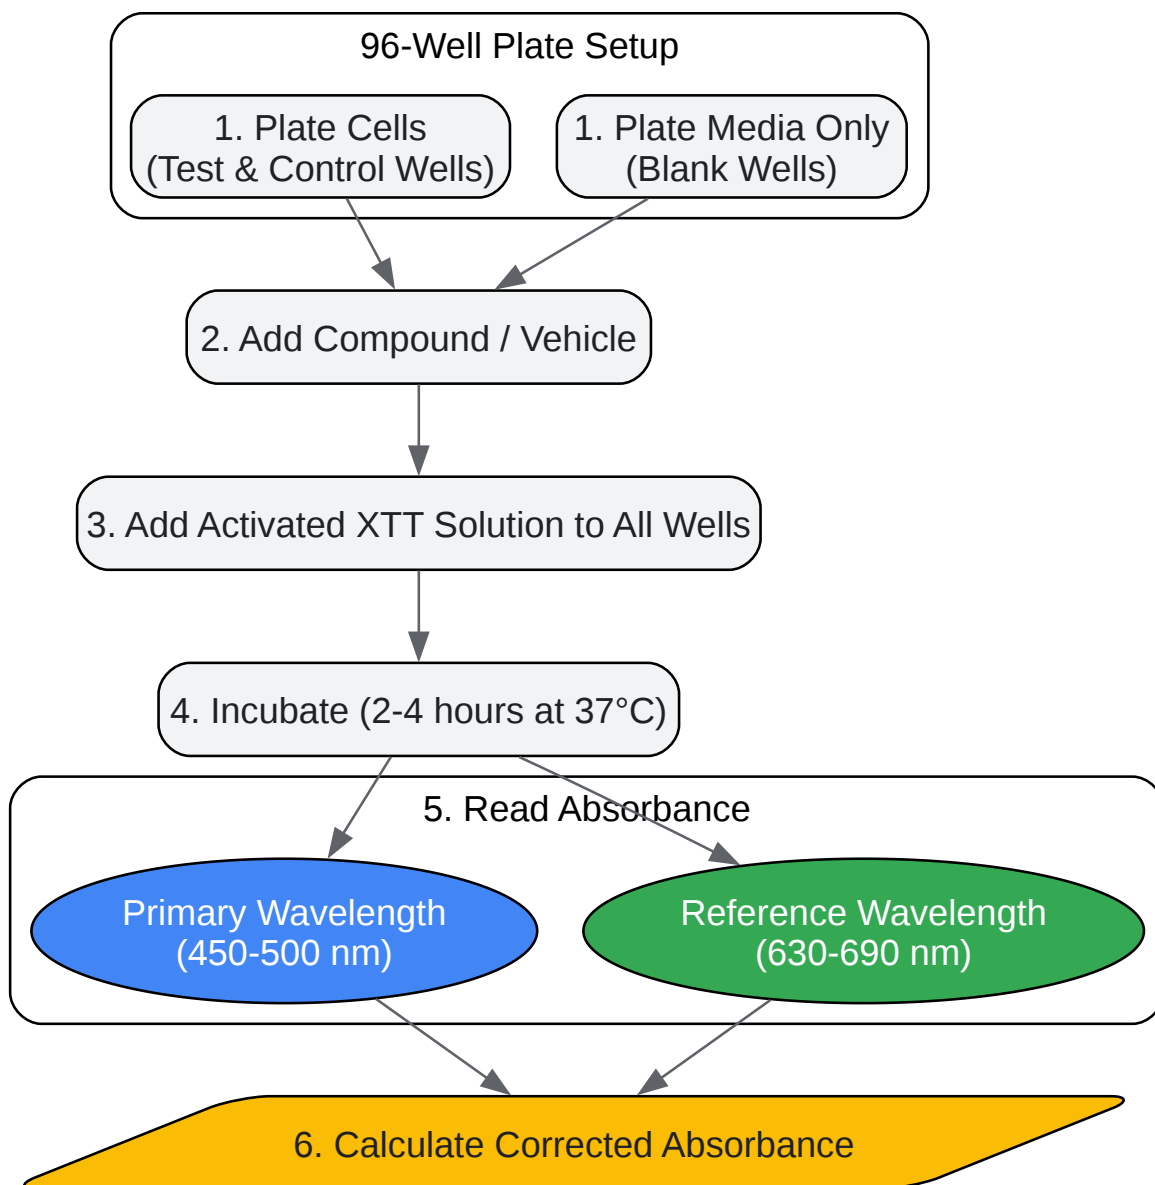 96-Well Plate Setup
1. Plate Cells
(Test & Control Wells)
1. Plate Media Only
(Blank Wells)
2. Add Compound / Vehicle
3. Add Activated XTT Solution to All Wells
4. Incubate (2-4 hours at 37°C)
5. Read Absorbance
Primary Wavelength
(450-500 nm)
Reference Wavelength
(630-690 nm)
6. Calculate Corrected Absorbance